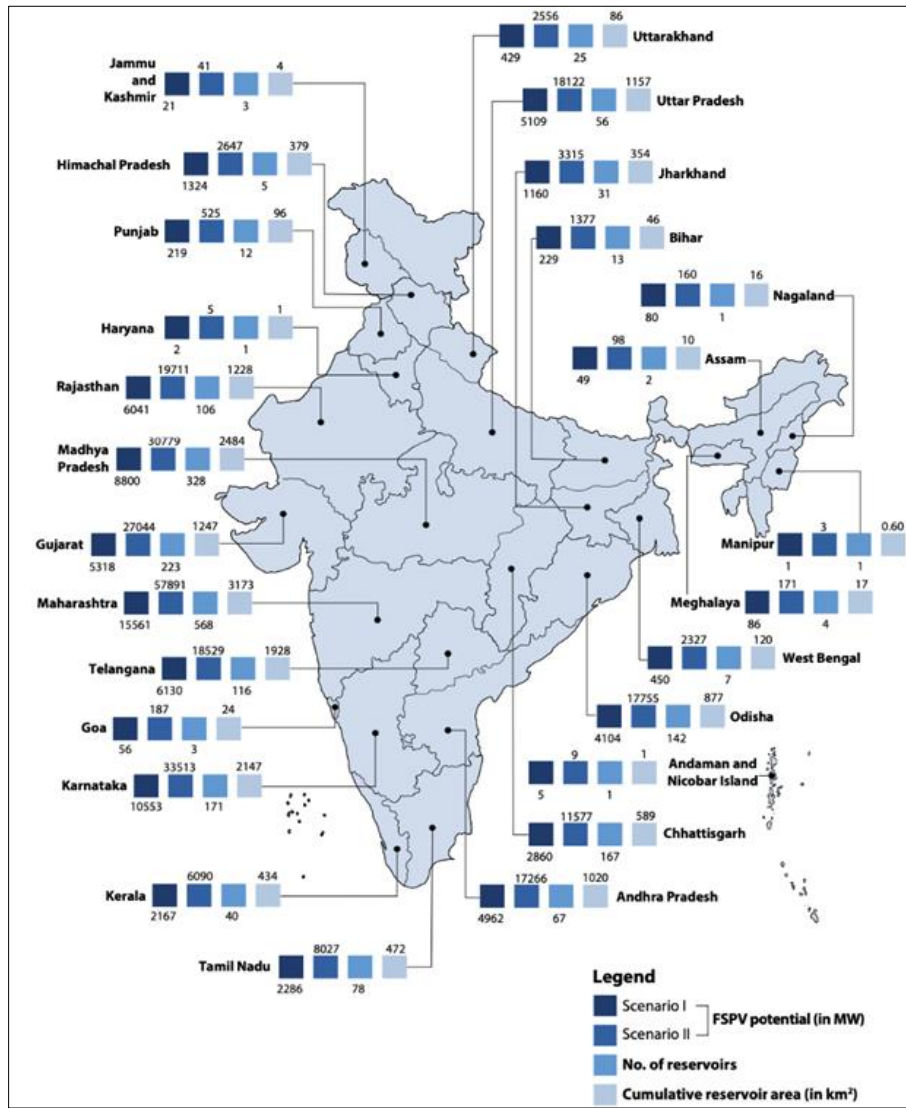 2556 86
Uttarakhand
429 25
Jammu
and
Kashmir
41 4
21 3
18122 1157
Uttar Pradesh
5109 56
2647 379
Himachal Pradesh
1324 5
3315 354
Jharkhand
1160 31
525 96
Punjab
219 12
1377 46
Bihar
229 13
160 16
Nagaland
80 1
5 1
Haryana
2 1
98 10
Assam
49 2
19711 1228
Rajasthan
6041 106
30779 2484
Madhya
Pradesh
8800 328
27044 1247
Gujarat
5318 223
3 0.60
Manipur
1 1
57891 3173
Maharashtra
15561 568
171 17
Meghalaya
86 4
18529 1928
Telangana
6130 116
2327 120
West Bengal
450 7
187 24
Goa
56 3
17755 877
Odisha
4104 142
33513 2147
Karnataka
10553 171
9 1
Andaman and
Nicobar Island
5 1
11577 589
Chhattisgarh
2860 167
6090 434
Kerala
2167 40
17266 1020
Andhra Pradesh
4962 67
8027 472
Tamil Nadu
2286 78
Legend
Scenario I
FSPV potential (in MW)
Scenario II
No. of reservoirs
Cumulative reservoir area (in km²)